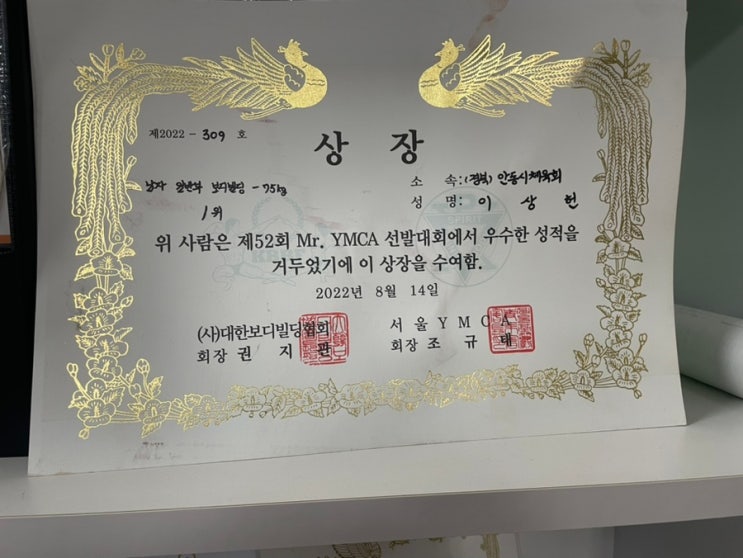 제2022 - 309 호
상 장
남자 일반부 보디빌딩 - 75kg
1위
소 속 : (경북) 안동시체육회
성 명 : 이 상 헌
위 사람은 제52회 Mr. YMCA 선발대회에서 우수한 성적을
거두었기에 이 상장을 수여함.
2022년 8월 14일
(사)대한보디빌딩협회
회장 권 지 관
서 울 Y M C A
회장 조 규 태
SPIRIT